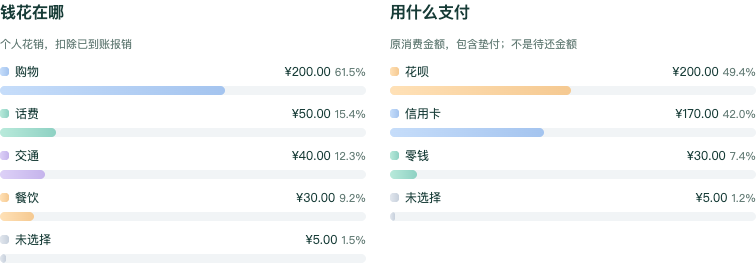 钱花在哪
个人花销，扣除已到账报销
购物 ¥200.00 61.5%
话费 ¥50.00 15.4%
交通 ¥40.00 12.3%
餐饮 ¥30.00 9.2%
未选择 ¥5.00 1.5%
用什么支付
原消费金额，包含垫付；不是待还金额
花呗 ¥200.00 49.4%
信用卡 ¥170.00 42.0%
零钱 ¥30.00 7.4%
未选择 ¥5.00 1.2%